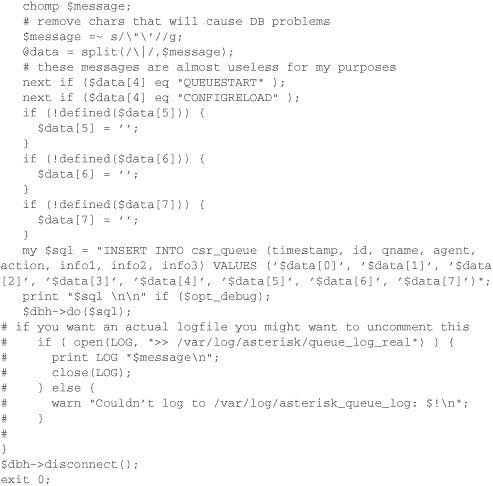 chomp $message;
# remove chars that will cause DB problems
$message =~ s/\"\'//g;
@data = split(/\|/,$message);
# these messages are almost useless for my purposes
next if ($data[4] eq "QUEUESTART" );
next if ($data[4] eq "CONFIGRELOAD" );
if (!defined($data[5])) {
$data[5] = '';
}
if (!defined($data[6])) {
$data[6] = '';
}
if (!defined($data[7])) {
$data[7] = '';
}
my $sql = "INSERT INTO csr_queue (timestamp, id, qname, agent,
action, info1, info2, info3) VALUES ('$data[0]', '$data[1]', '$data
[2]', '$data[3]', '$data[4]', '$data[5]', '$data[6]', '$data[7]')";
print "$sql \n\n" if ($opt_debug);
$dbh->do($sql);
# if you want an actual logfile you might want to uncomment this
# if ( open(LOG, ">> /var/log/asterisk/queue_log_real") ) {
# print LOG "$message\n";
# close(LOG);
# } else {
# warn "Couldn't log to /var/log/asterisk_queue_log: $!\n";
# }
#
}
$dbh->disconnect();
exit 0;